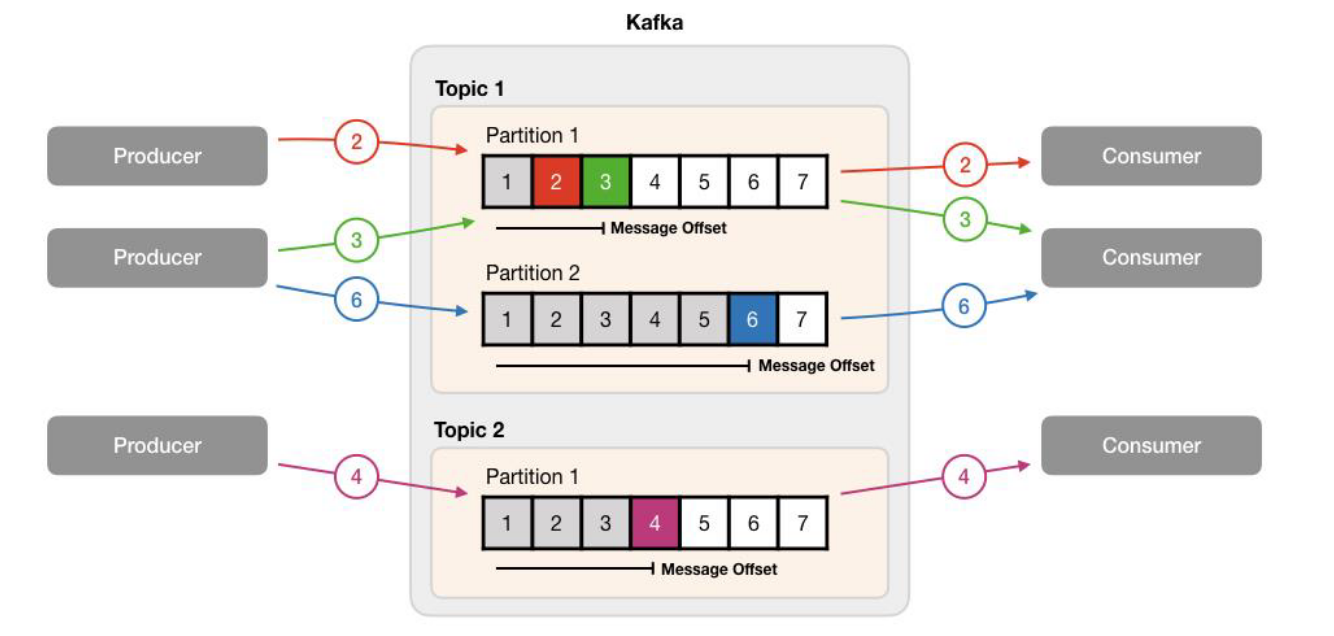 Kafka
Topic 1
Partition 1
Producer
2
1 2 3 4 5 6 7
2
Consumer
Message Offset
Producer
3
3
Consumer
6
Partition 2
1 2 3 4 5 6 7
6
Message Offset
Topic 2
Producer
Partition 1
4
1 2 3 4 5 6 7
4
Consumer
Message Offset